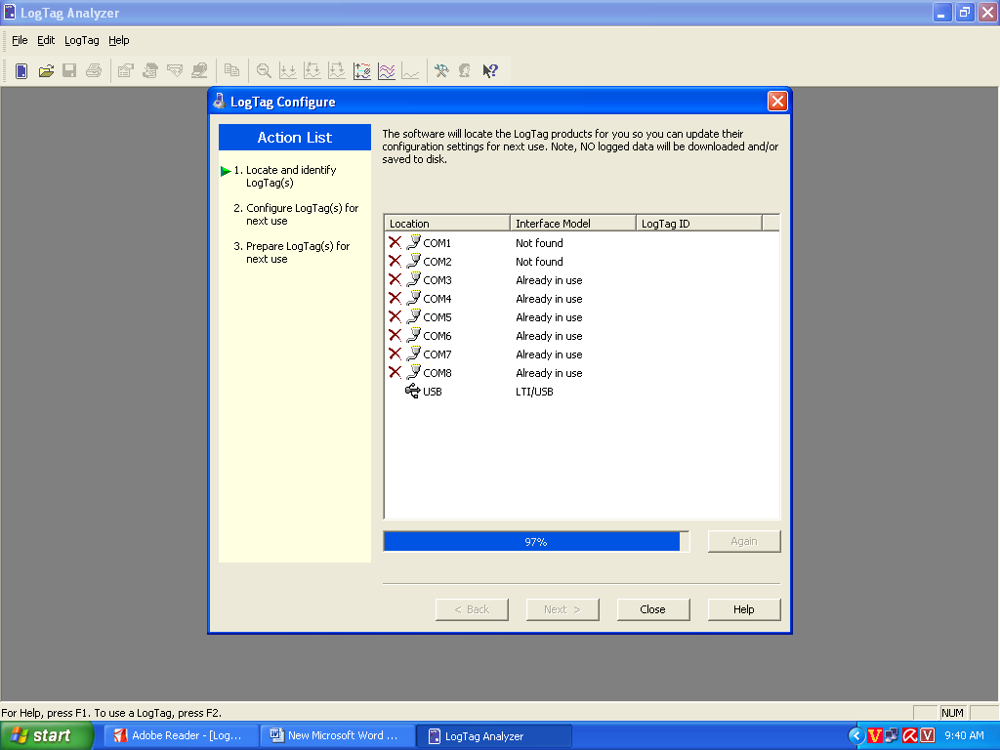 LogTag Analyzer
File Edit LogTag Help
LogTag Configure
Action List
1. Locate and identify
LogTag(s)
2. Configure LogTag(s) for
next use
3. Prepare LogTag(s) for
next use
The software will locate the LogTag products for you so you can update their
configuration settings for next use. Note, NO logged data will be downloaded and/or
saved to disk.
Location Interface Model LogTag ID
COM1 Not found
COM2 Not found
COM3 Already in use
COM4 Already in use
COM5 Already in use
COM6 Already in use
COM7 Already in use
COM8 Already in use
USB LTI/USB
97% Again
< Back Next > Close Help
For Help, press F1. To use a LogTag, press F2. NUM
start Adobe Reader - [Log... New Microsoft Word ... LogTag Analyzer 9:40 AM